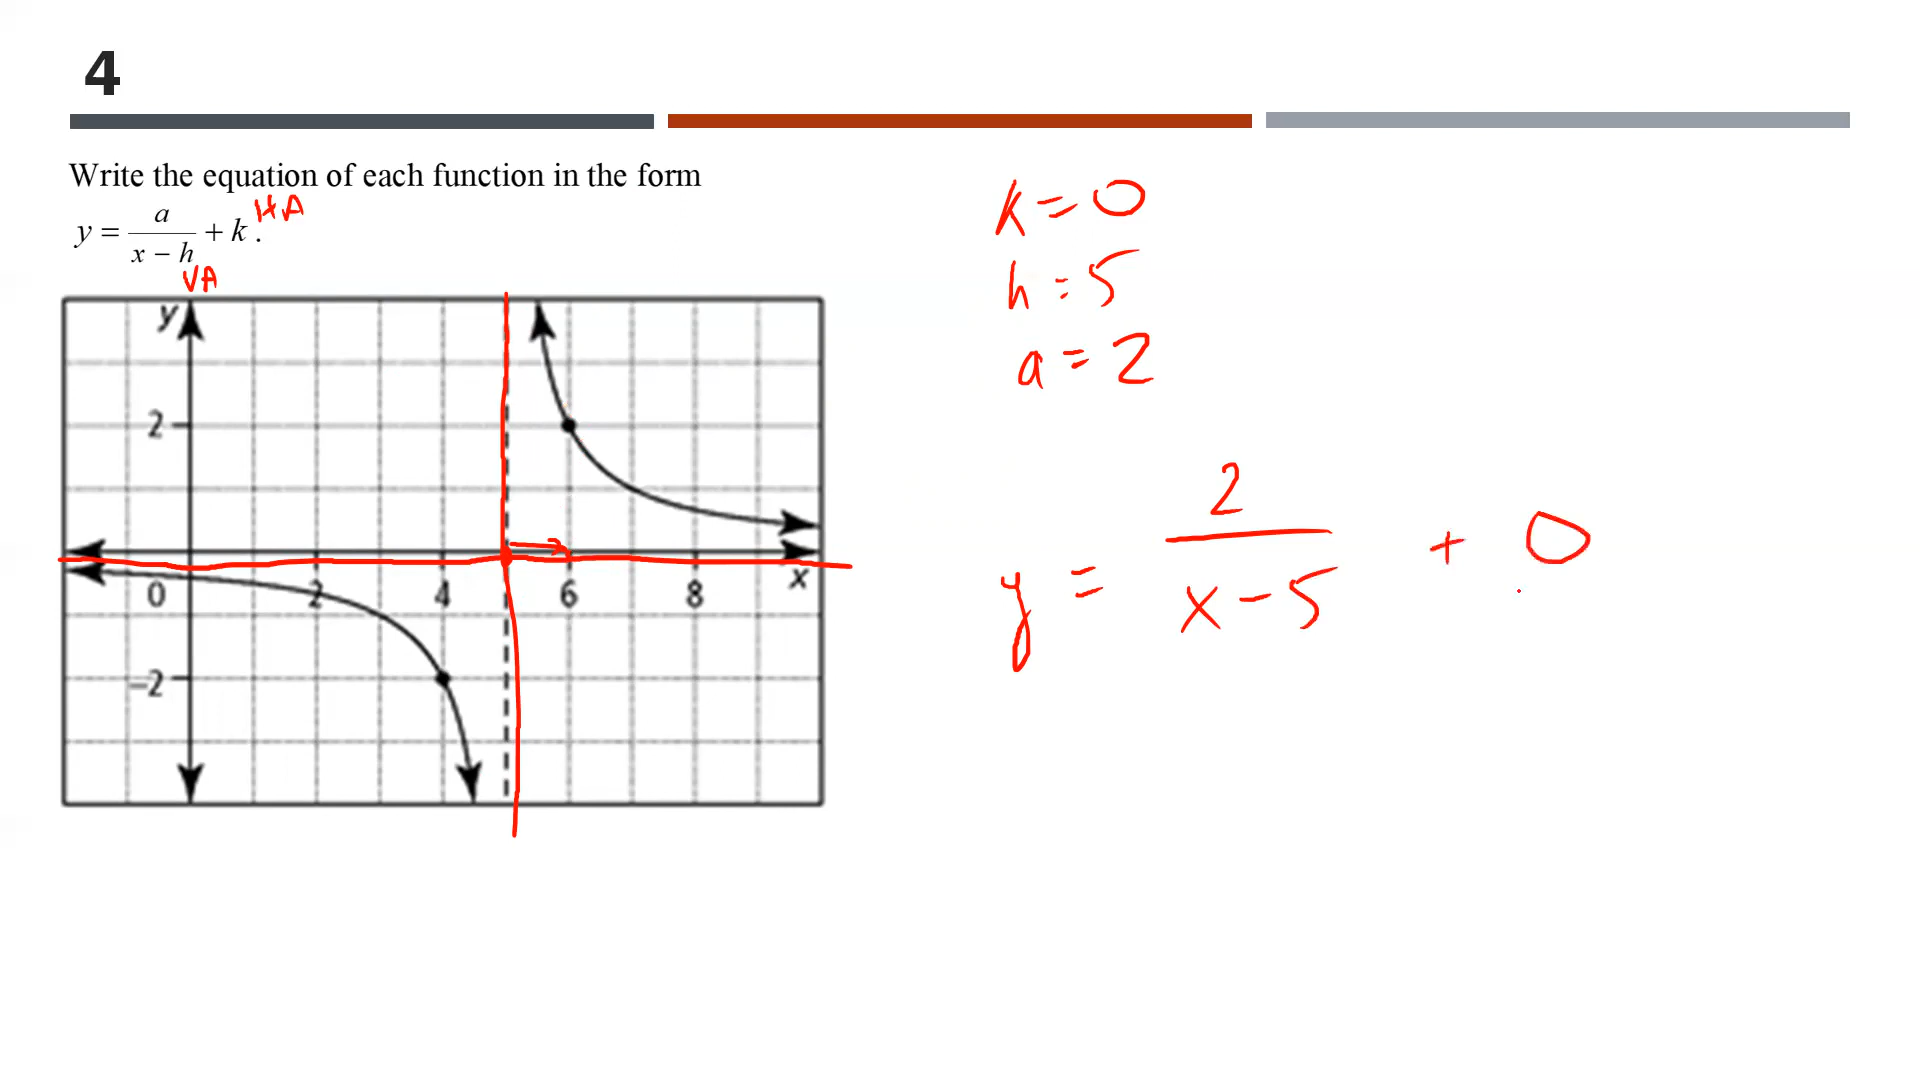 4
Write the equation of each function in the form
y = a / (x − h) + k.
HA
VA
y
2
0 2 4 6 8 x
−2
k = 0
h = 5
a = 2
y = 2 / (x − 5) + 0